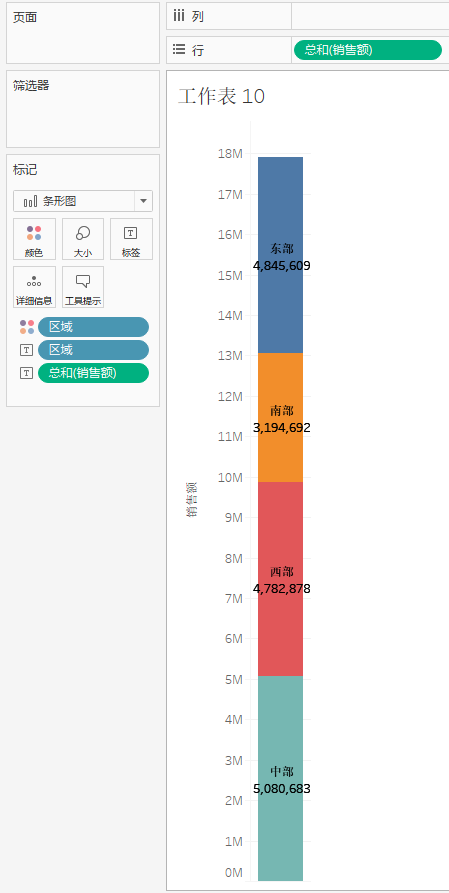 页面
列
行
总和(销售额)
筛选器
标记
条形图
颜色
大小
标签
详细信息
工具提示
区域
区域
总和(销售额)
工作表 10
18M
17M
16M
15M
14M
13M
12M
11M
10M
9M
8M
7M
6M
5M
4M
3M
2M
1M
0M
销售额
东部
4,845,609
南部
3,194,692
西部
4,782,878
中部
5,080,683